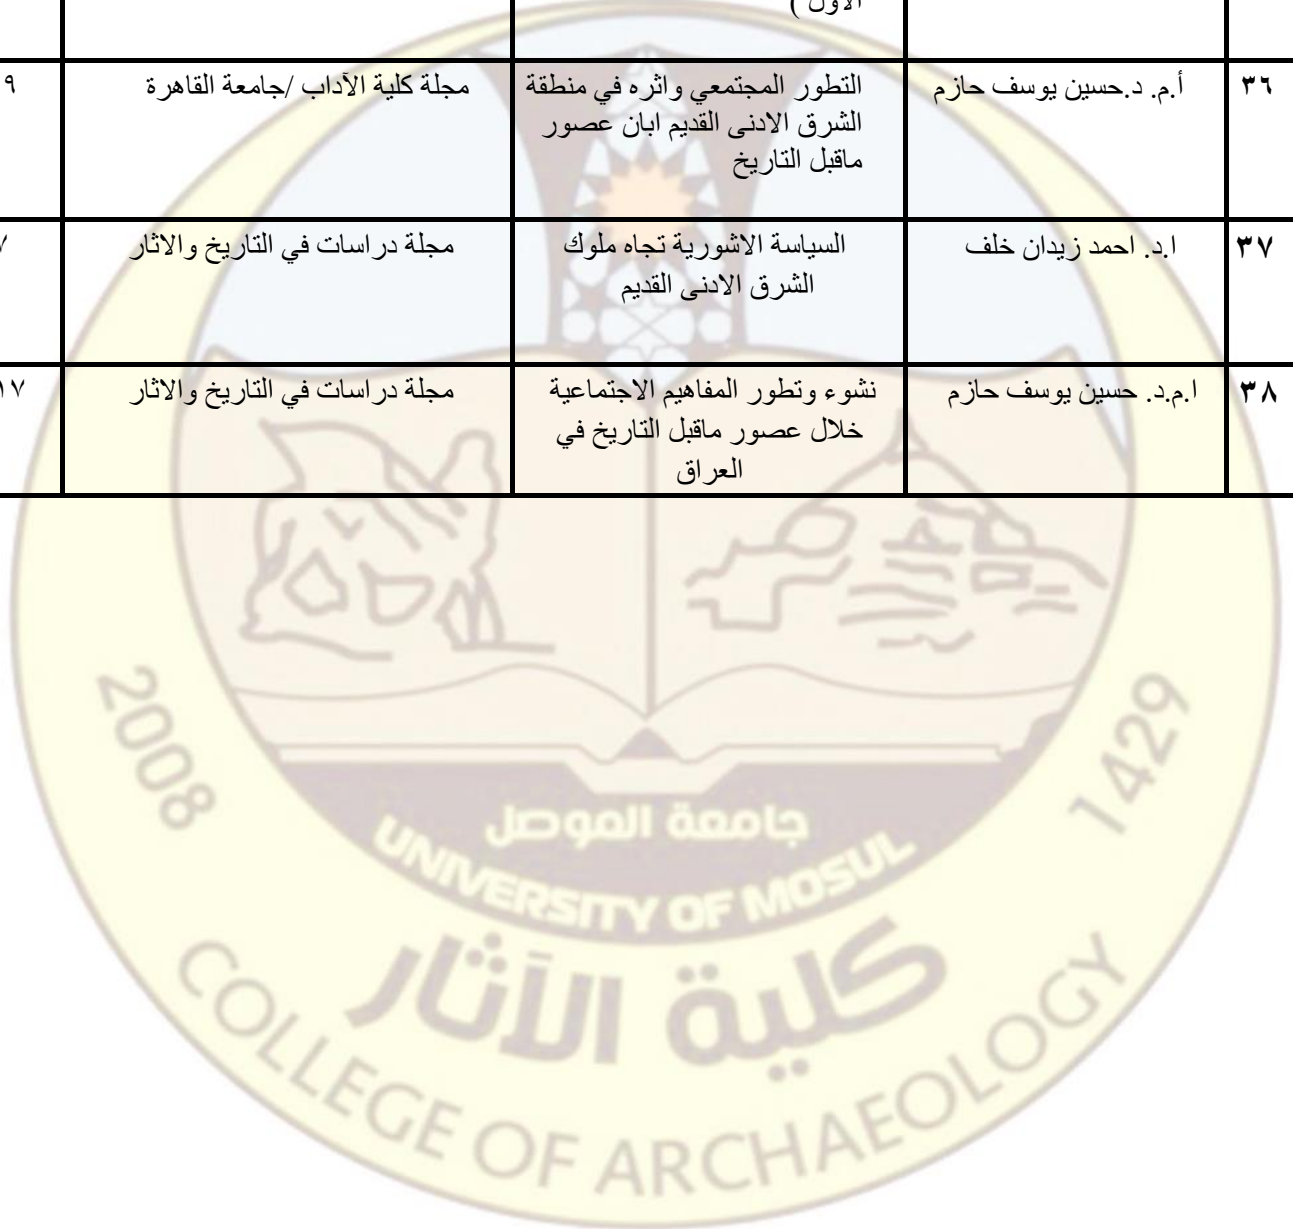 الاول )
٣٦
أ.م. د.حسين يوسف حازم
التطور المجتمعي واثره في منطقة
الشرق الادنى القديم ابان عصور
ماقبل التاريخ
مجلة كلية الآداب /جامعة القاهرة
٩
٣٧
ا.د. احمد زيدان خلف
السياسة الاشورية تجاه ملوك
الشرق الادنى القديم
مجلة دراسات في التاريخ والاثار
٣٨
ا.م.د. حسين يوسف حازم
نشوء وتطور المفاهيم الاجتماعية
خلال عصور ماقبل التاريخ في
العراق
مجلة دراسات في التاريخ والاثار
١٧
2008
1429
جامعة الموصل
UNIVERSITY OF MOSUL
كلية الآثار
COLLEGE OF ARCHAEOLOGY